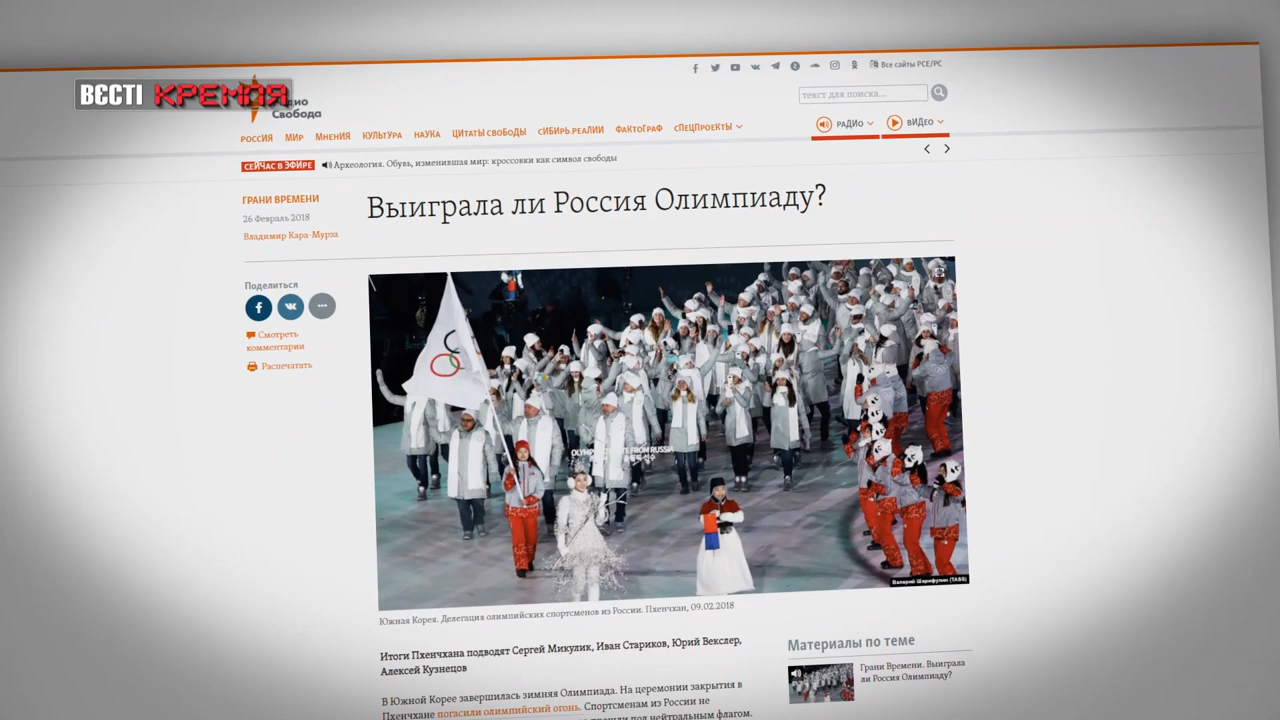 Все сайты РСЕ/РС
ВЄСТІ КРЕМЛЯ
Свобода
текст для поиска...
РОССИЯ МИР МНЕНИЯ КУЛЬТУРА НАУКА ЦИТАТЫ СВОБОДЫ СИБИРЬ.РЕАЛИИ ФАКТОГРАФ СПЕЦПРОЕКТЫ РАДИО ВИДЕО
СЕЙЧАС В ЭФИРЕ Археология. Обувь, изменившая мир: кроссовки как символ свободы
ГРАНИ ВРЕМЕНИ
26 Февраль 2018
Владимир Кара-Мурза
Выиграла ли Россия Олимпиаду?
Поделиться
Смотреть
комментарии
Распечатать
FROM RUSSIA
Валерий Шарифулин (ТАСС)
Южная Корея. Делегация олимпийских спортсменов из России. Пхенчхан, 09.02.2018
Итоги Пхенчхана подводят Сергей Микулик, Иван Стариков, Юрий Векслер,
Алексей Кузнецов
В Южной Корее завершилась зимняя Олимпиада. На церемонии закрытия в
Пхенчхане погасили олимпийский огонь. Спортсменам из России не
под нейтральным флагом.
Материалы по теме
Грани Времени. Выиграла
ли Россия Олимпиаду?